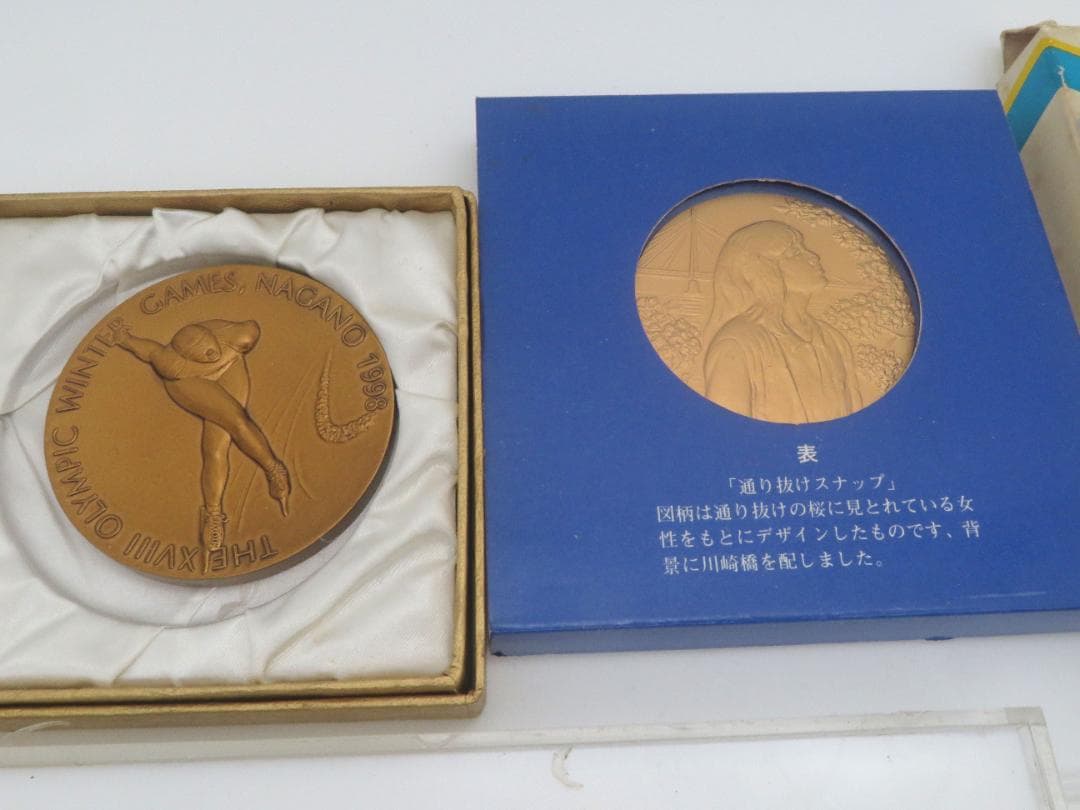 THE XVIII OLYMPIC WINTER GAMES, NAGANO 1998
表
「通り抜けスナップ」
図柄は通り抜けの桜に見とれている女
性をもとにデザインしたものです、背
景に川崎橋を配しました。